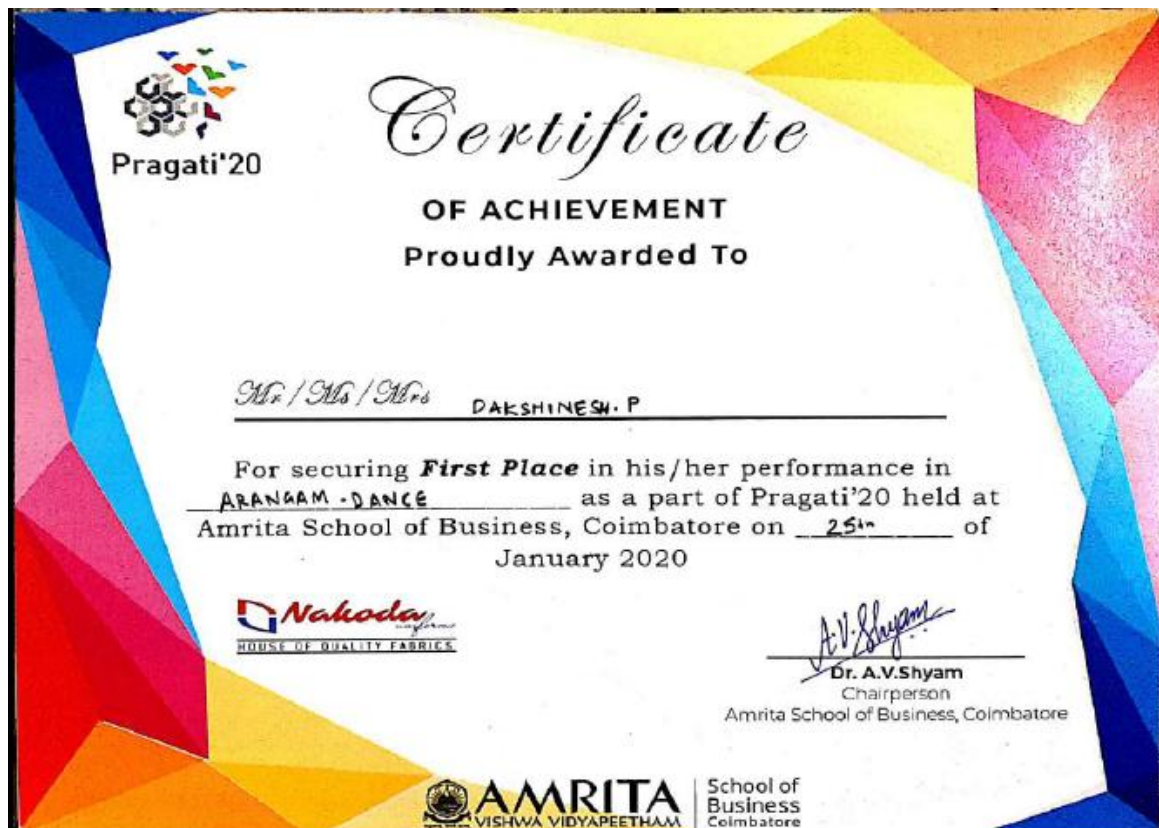 Pragati'20
Certificate
OF ACHIEVEMENT
Proudly Awarded To
Mr / Ms / Mrs DAKSHINESH. P
For securing First Place in his/her performance in
ARANGAM - DANCE as a part of Pragati'20 held at
Amrita School of Business, Coimbatore on 25th of
January 2020
Nakoda
HOUSE OF QUALITY FABRICS
A.V. Shyam
Dr. A.V.Shyam
Chairperson
Amrita School of Business, Coimbatore
AMRITA
VISHWA VIDYAPEETHAM
School of
Business
Coimbatore